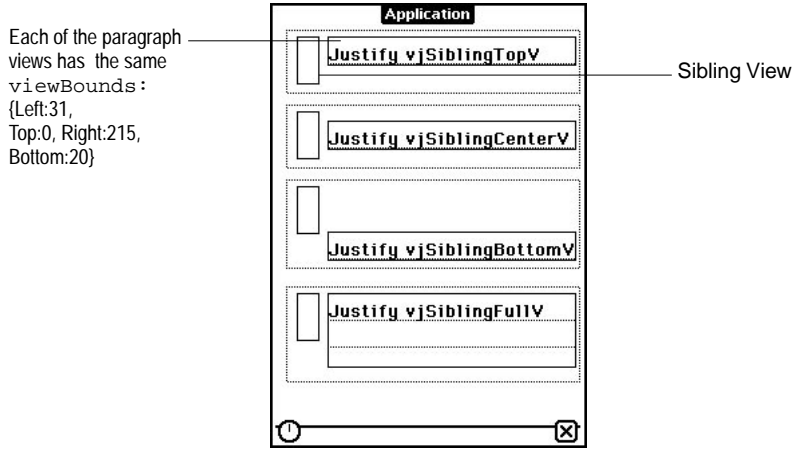 Application
Each of the paragraph
views has the same
viewBounds:
{Left:31,
Top:0, Right:215,
Bottom:20}
Justify vjSiblingTopV
Sibling View
Justify vjSiblingCenterV
Justify vjSiblingBottomV
Justify vjSiblingFullV